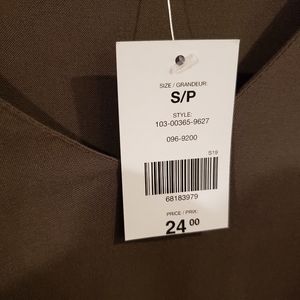 SIZE / GRANDEUR:
S/P
STYLE:
103-00365-9627
096-9200
S19
68183979
PRICE / PRIX:
24 00